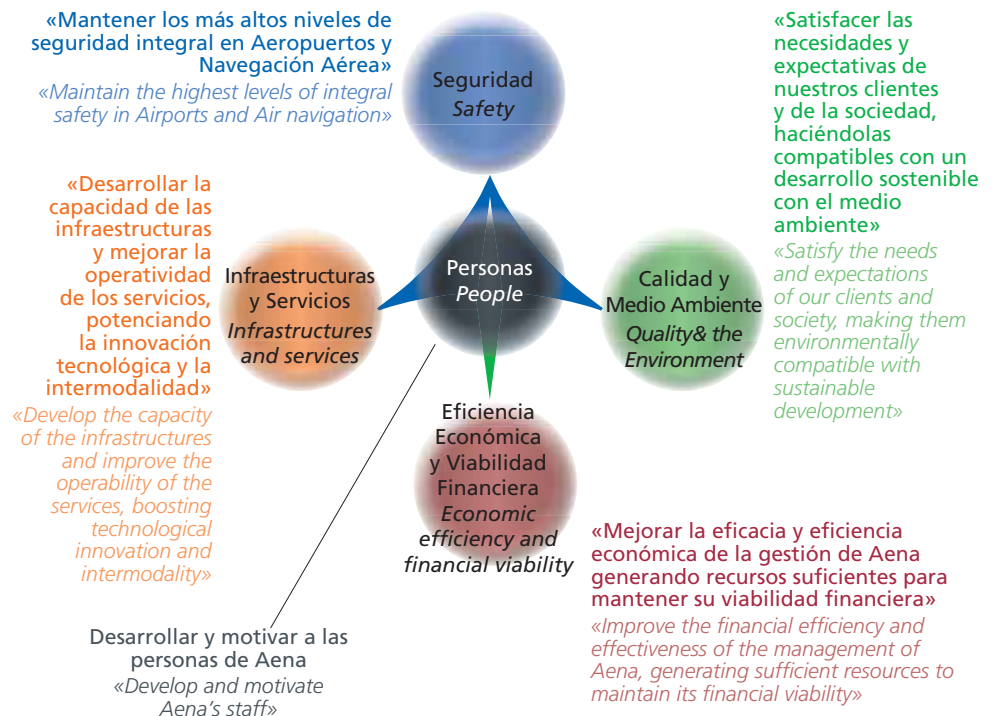 «Mantener los más altos niveles de
seguridad integral en Aeropuertos y
Navegación Aérea»
«Maintain the highest levels of integral
safety in Airports and Air navigation»
Seguridad
Safety
«Satisfacer las
necesidades y
expectativas de
nuestros clientes
y de la sociedad,
haciéndolas
compatibles con un
desarrollo sostenible
con el medio
ambiente»
«Satisfy the needs
and expectations
of our clients and
society, making them
environmentally
compatible with
sustainable
development»
«Desarrollar la
capacidad de las
infraestructuras
y mejorar la
operatividad
de los servicios,
potenciando
la innovación
tecnológica y la
intermodalidad»
«Develop the capacity
of the infrastructures
and improve the
operability of the
services, boosting
technological
innovation and
intermodality»
Infraestructuras
y Servicios
Infrastructures
and services
Personas
People
Calidad y
Medio Ambiente
Quality& the
Environment
Eficiencia
Económica
y Viabilidad
Financiera
Economic
efficiency and
financial viability
«Mejorar la eficacia y eficiencia
económica de la gestión de Aena
generando recursos suficientes para
mantener su viabilidad financiera»
«Improve the financial efficiency and
effectiveness of the management of
Aena, generating sufficient resources to
maintain its financial viability»
Desarrollar y motivar a las
personas de Aena
«Develop and motivate
Aena's staff»